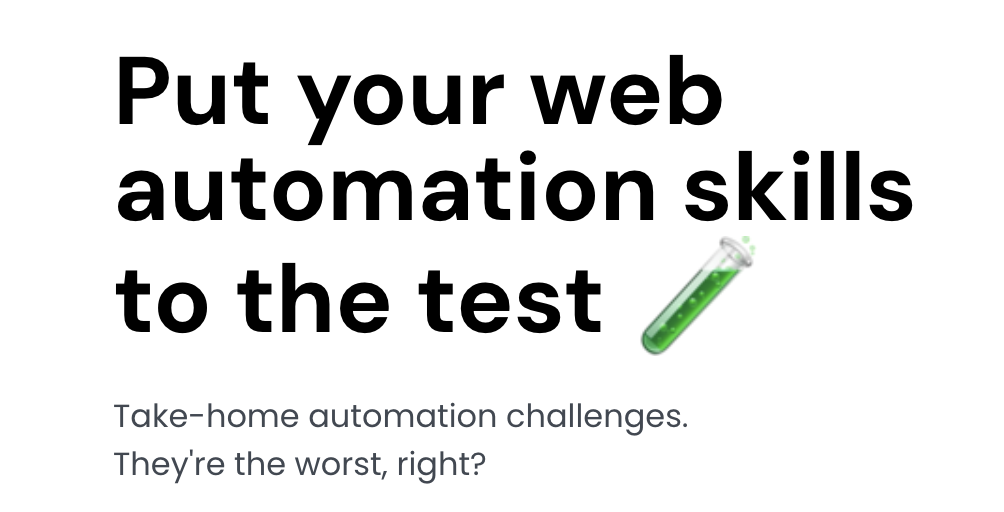 Put your web
automation skills
to the test
Take-home automation challenges.
They're the worst, right?